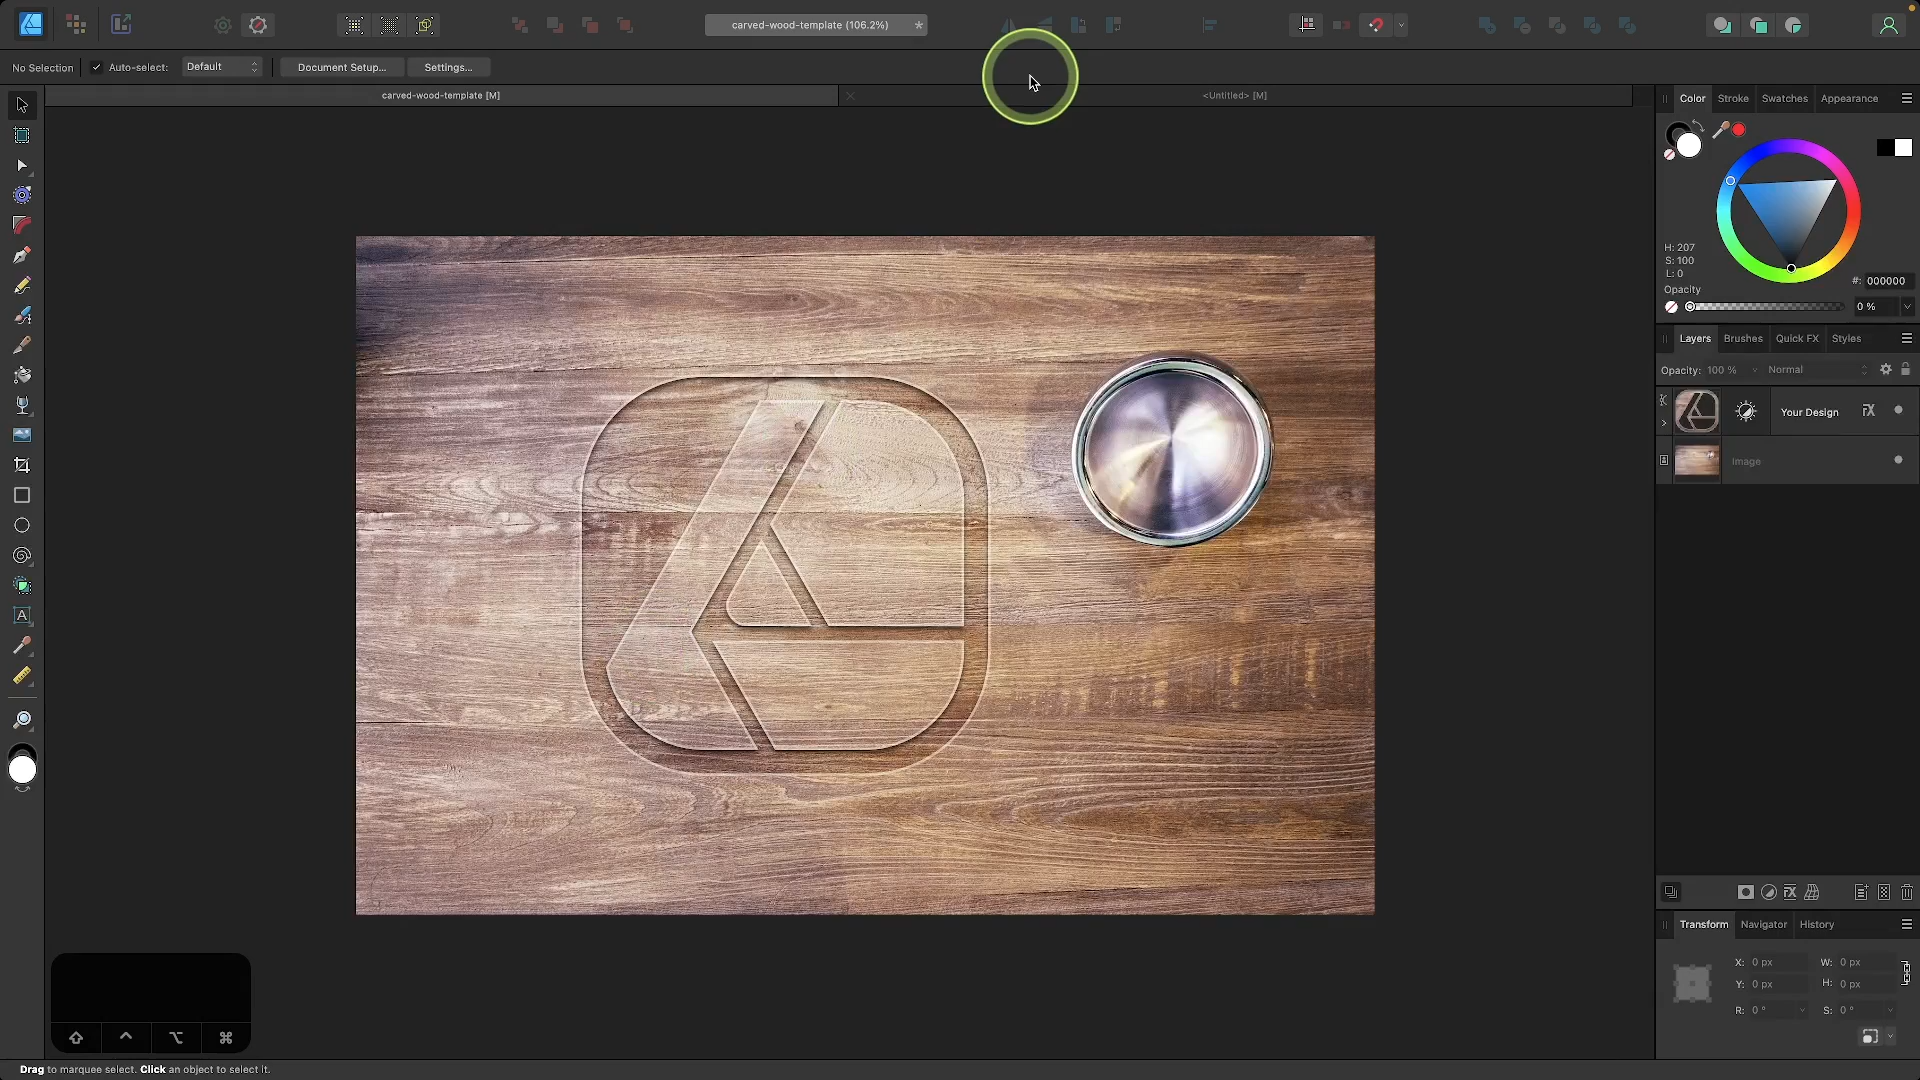 carved-wood-template (106.2%)
*
No Selection
Auto-select:
Default
Document Setup...
Settings...
carved-wood-template [M]
<Untitled> [M]
Color
Stroke
Swatches
Appearance
H: 207
S: 100
L: 0
#: 000000
Opacity
0 %
Layers
Brushes
Quick FX
Styles
Opacity: 100 %
Normal
Your Design
FX
Image
Transform
Navigator
History
X: 0 px
W: 0 px
Y: 0 px
H: 0 px
R: 0 °
S: 0 °
Drag to marquee select. Click an object to select it.